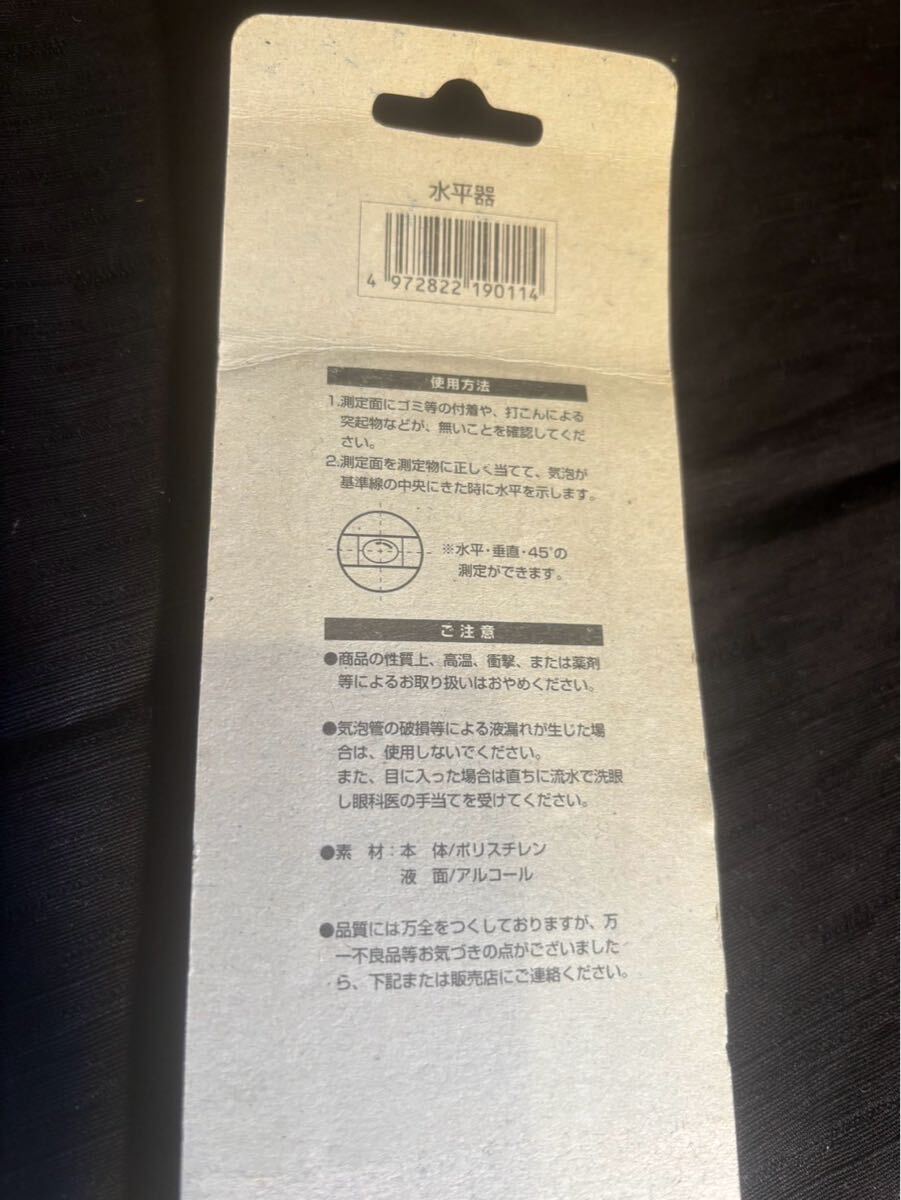 水平器
4 972822 190114
使用方法
1.測定面にゴミ等の付着や、打こんによる
突起物などが、無いことを確認してくだ
さい。
2.測定面を測定物に正しく当てて、気泡が
基準線の中央にきた時に水平を示します。
※水平・垂直・45°の
測定ができます。
ご注意
●商品の性質上、高温、衝撃、または薬剤
等によるお取り扱いはおやめください。
●気泡管の破損等による液漏れが生じた場
合は、使用しないでください。
また、目に入った場合は直ちに流水で洗眼
し眼科医の手当てを受けてください。
●素 材：本 体/ポリスチレン
液 面/アルコール
●品質には万全をつくしておりますが、万
一不良品等お気づきの点がございました
ら、下記または販売店にご連絡ください。